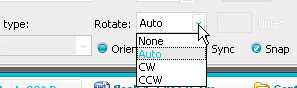 type: Rotate: Auto
None
Auto
Orien Sync Snap
CW
CCW